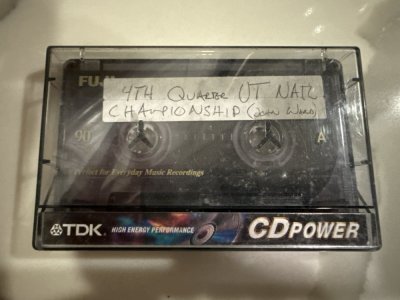 FUJI
4TH QUARTER UT NATL
CHAMPIONSHIP (JOHN WARD)
90
A
Perfect for Everyday Music Recordings
TDK HIGH ENERGY PERFORMANCE CDPOWER